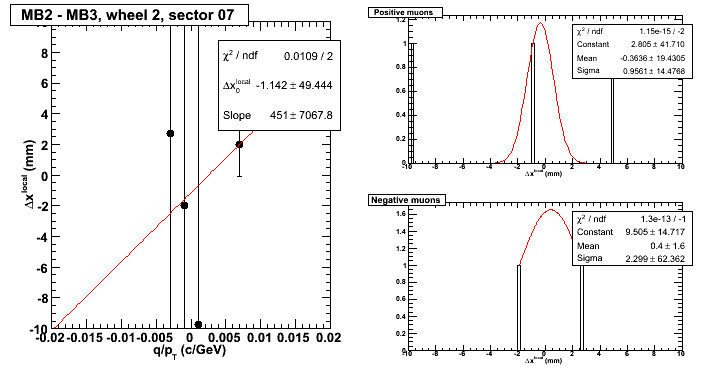 MB2 - MB3, wheel 2, sector 07
χ² / ndf 0.0109 / 2
Δx₀^local -1.142 ± 49.444
Slope 451 ± 7067.8
Δx^local (mm)
8
6
4
2
0
-2
-4
-6
-8
-10
-0.02 -0.015 -0.01 -0.005 0 0.005 0.01 0.015 0.02
q/p_T (c/GeV)
Positive muons
χ² / ndf 1.15e-15 / -2
Constant 2.805 ± 41.710
Mean -0.3636 ± 19.4305
Sigma 0.9561 ± 14.4768
1.2
1
0.8
0.6
0.4
0.2
0
-10 -8 -6 -4 -2 0 2 4 6 8 10
Δx^local (mm)
Negative muons
χ² / ndf 1.3e-13 / -1
Constant 9.505 ± 14.717
Mean 0.4 ± 1.6
Sigma 2.299 ± 62.362
1.6
1.4
1.2
1
0.8
0.6
0.4
0.2
0
-10 -8 -6 -4 -2 0 2 4 6 8 10
Δx^local (mm)